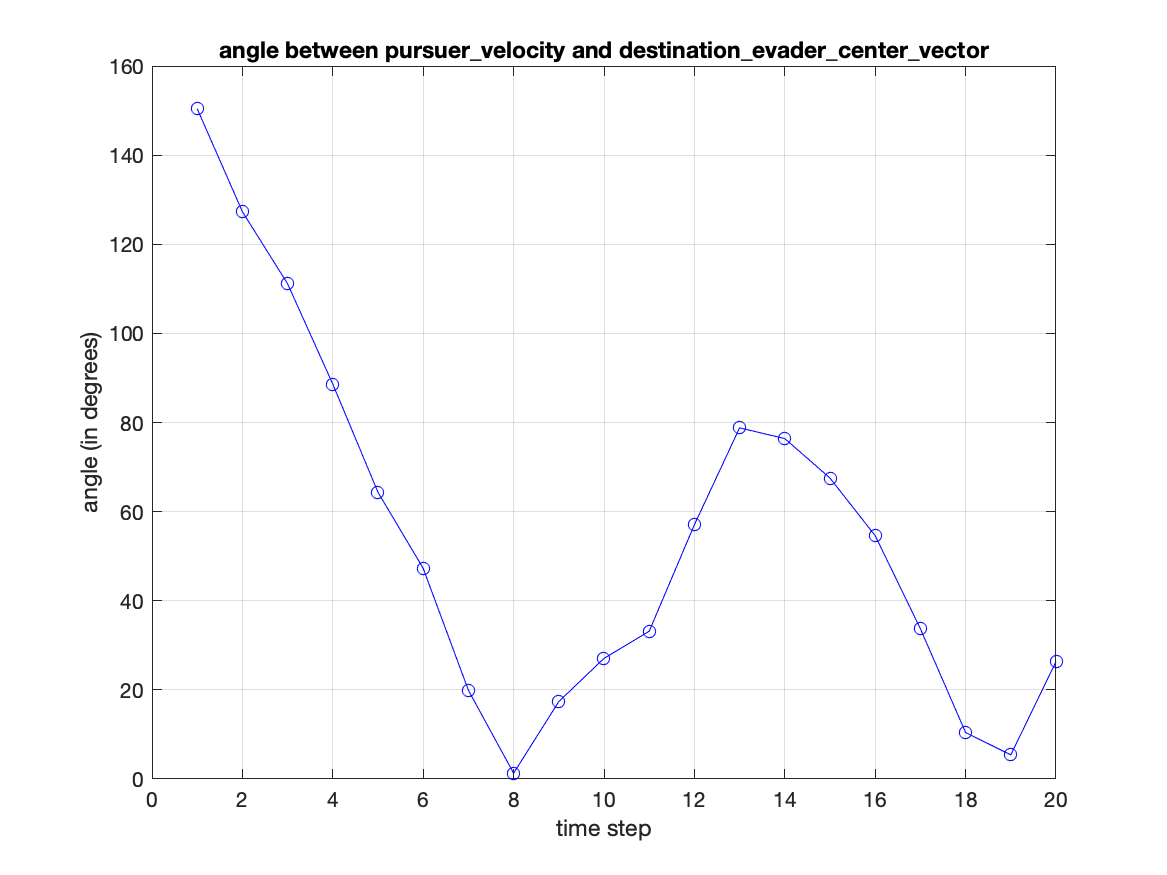 angle between pursuer_velocity and destination_evader_center_vector
160
140
120
100
80
60
40
20
0
angle (in degrees)
0 2 4 6 8 10 12 14 16 18 20
time step